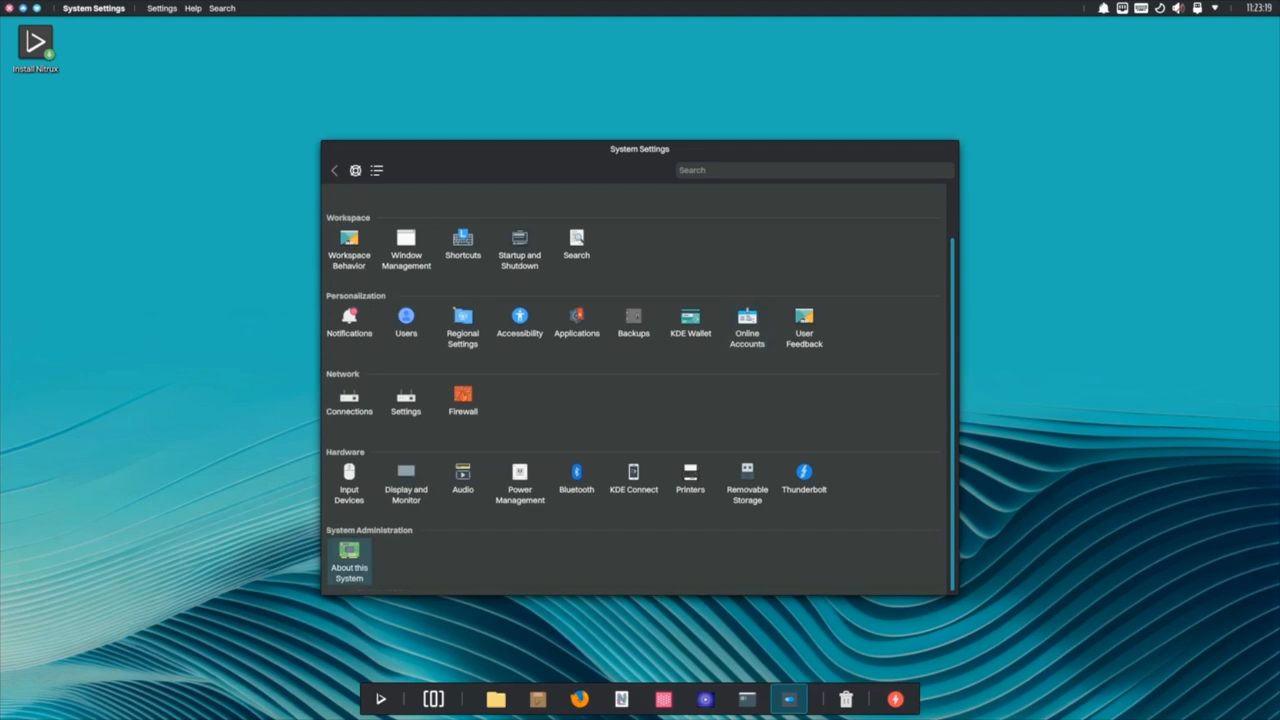 System Settings Settings Help Search 11:23:19
Install Nitrux
System Settings
Search
Workspace
Workspace Behavior
Window Management
Shortcuts
Startup and Shutdown
Search
Personalization
Notifications
Users
Regional Settings
Accessibility
Applications
Backups
KDE Wallet
Online Accounts
User Feedback
Network
Connections
Settings
Firewall
Hardware
Input Devices
Display and Monitor
Audio
Power Management
Bluetooth
KDE Connect
Printers
Removable Storage
Thunderbolt
System Administration
About this System